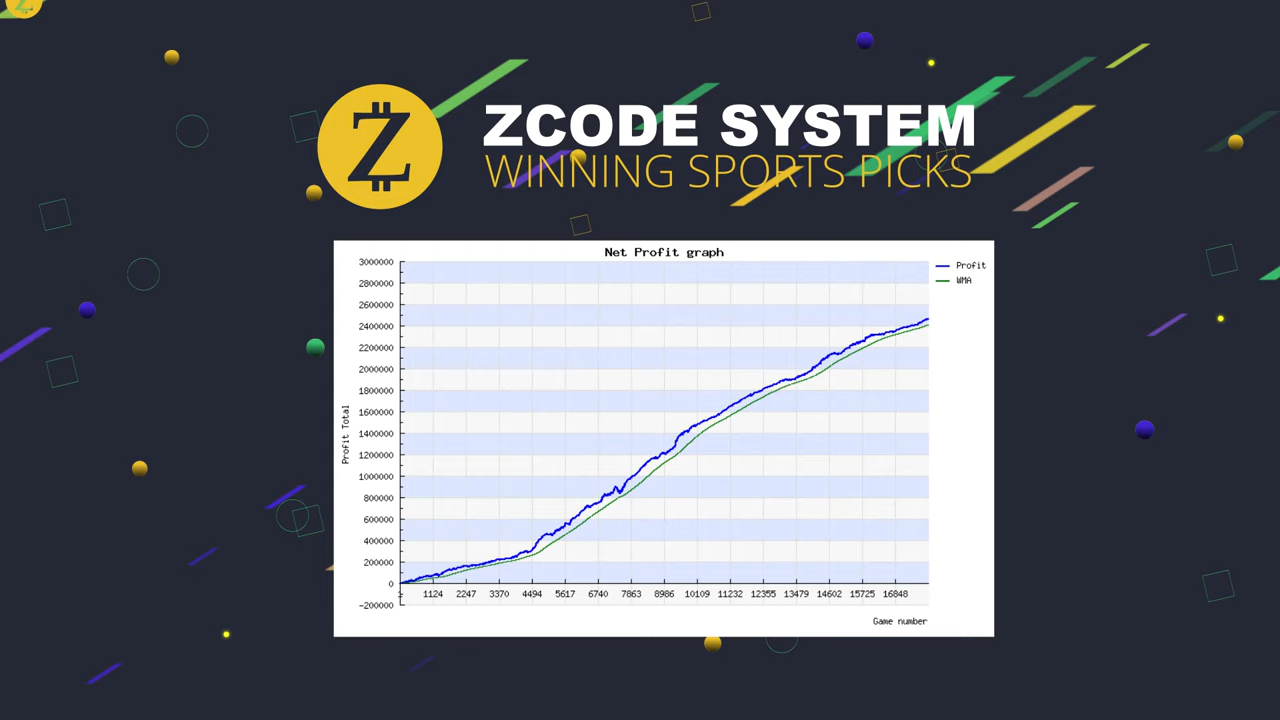 Z
ZCODE SYSTEM
WINNING SPORTS PICKS
Net Profit graph
Profit
WMA
3000000
2800000
2600000
2400000
2200000
2000000
1800000
1600000
1400000
1200000
1000000
800000
600000
400000
200000
0
-200000
Profit Total
1 1124 2247 3370 4494 5617 6740 7863 8986 10109 11232 12355 13479 14602 15725 16848
Game number